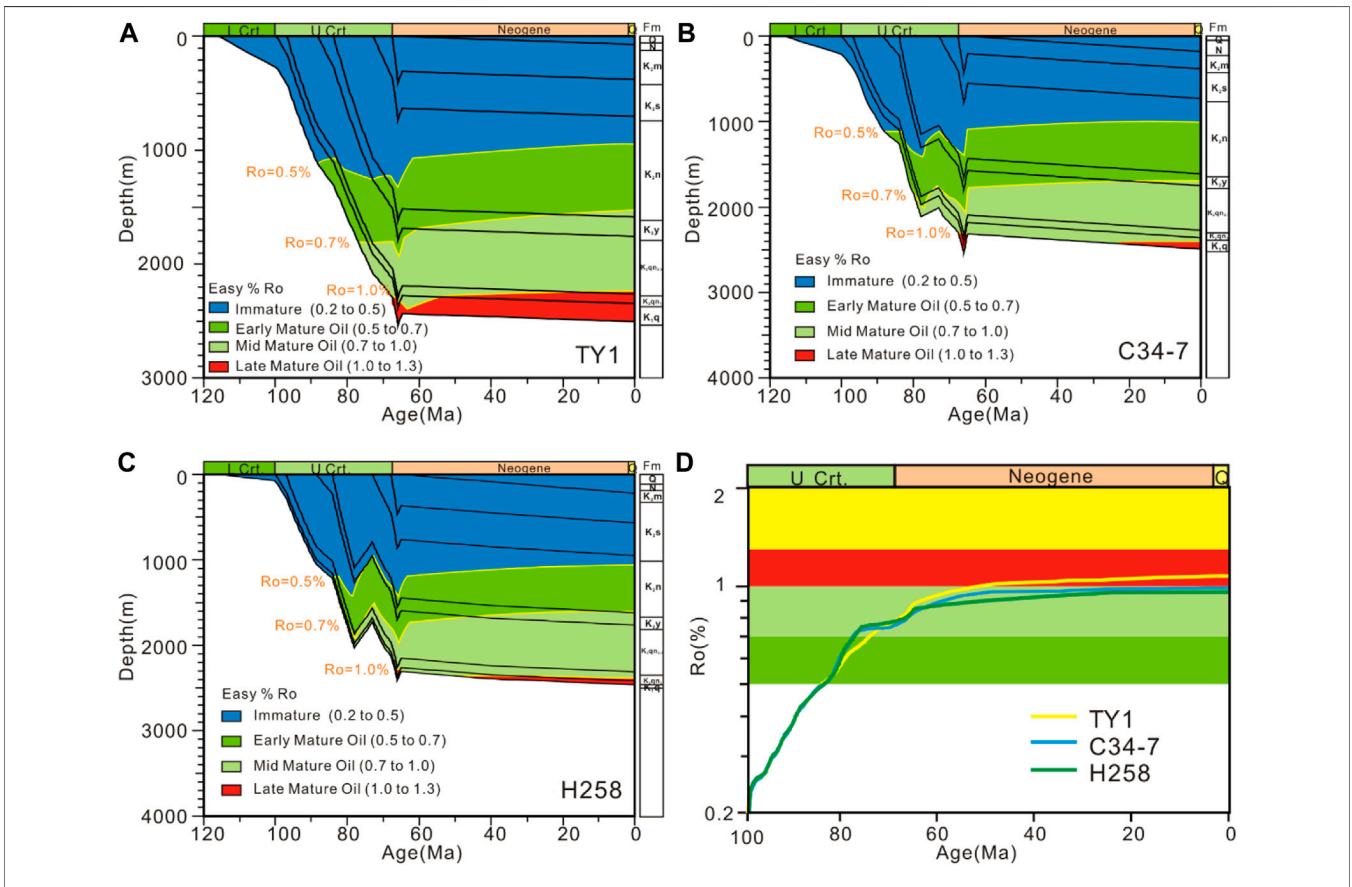 A
L Crt. U Crt. Neogene Q Fm
Q
N
K₂m
K₂s
K₂n
K₂y
K₁q
0
1000
2000
3000
Depth(m)
Ro=0.5%
Ro=0.7%
Ro=1.0%
Easy % Ro
Immature (0.2 to 0.5)
Early Mature Oil (0.5 to 0.7)
Mid Mature Oil (0.7 to 1.0)
Late Mature Oil (1.0 to 1.3)
TY1
120 100 80 60 40 20 0
Age(Ma)
B
L Crt. U Crt. Neogene Q Fm
Q
N
K₂m
K₂s
K₂n
K₂y
K₁q
0
1000
2000
3000
4000
Depth(m)
Ro=0.5%
Ro=0.7%
Ro=1.0%
Easy % Ro
Immature (0.2 to 0.5)
Early Mature Oil (0.5 to 0.7)
Mid Mature Oil (0.7 to 1.0)
Late Mature Oil (1.0 to 1.3)
C34-7
120 100 80 60 40 20 0
Age(Ma)
C
L Crt. U Crt. Neogene Q Fm
Q
N
K₂m
K₂s
K₂n
K₂y
0
1000
2000
3000
4000
Depth(m)
Ro=0.5%
Ro=0.7%
Ro=1.0%
Easy % Ro
Immature (0.2 to 0.5)
Early Mature Oil (0.5 to 0.7)
Mid Mature Oil (0.7 to 1.0)
Late Mature Oil (1.0 to 1.3)
H258
120 100 80 60 40 20 0
Age(Ma)
D
U Crt. Neogene Q
2
1
0.2
Ro(%)
TY1
C34-7
H258
100 80 60 40 20 0
Age(Ma)